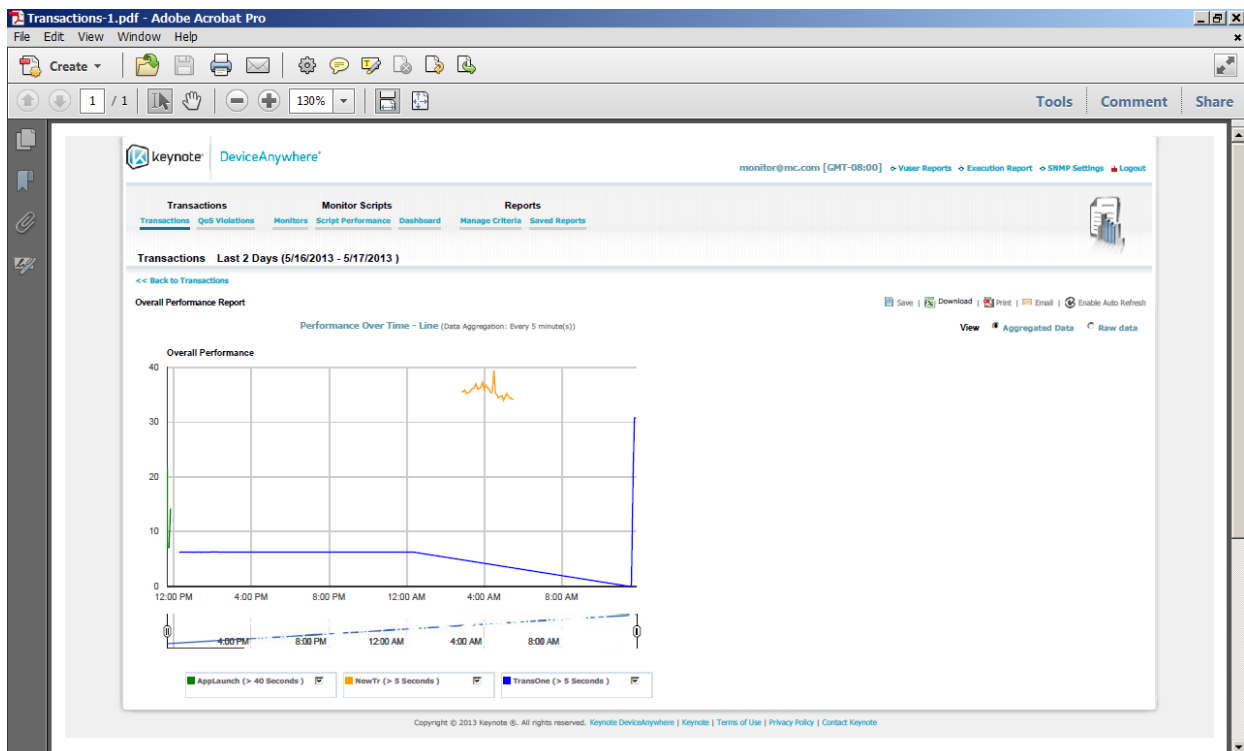 Transactions-1.pdf - Adobe Acrobat Pro
File Edit View Window Help
Create
1 / 1 130% Tools Comment Share
keynote DeviceAnywhere
monitor@mc.com [GMT-08:00] Vuser Reports Execution Report SNMP Settings Logout
Transactions Monitor Scripts Reports
Transactions QoS Violations Monitors Script Performance Dashboard Manage Criteria Saved Reports
Transactions Last 2 Days (5/16/2013 - 5/17/2013 )
<< Back to Transactions
Overall Performance Report Save | Download | Print | Email | Enable Auto Refresh
Performance Over Time - Line (Data Aggregation: Every 5 minute(s)) View Aggregated Data Raw data
Overall Performance
40
30
20
10
0
12:00 PM 4:00 PM 8:00 PM 12:00 AM 4:00 AM 8:00 AM
4:00 PM 8:00 PM 12:00 AM 4:00 AM 8:00 AM
AppLaunch (> 40 Seconds ) NewTr (> 5 Seconds ) TransOne (> 5 Seconds )
Copyright © 2013 Keynote ®. All rights reserved. Keynote DeviceAnywhere | Keynote | Terms of Use | Privacy Policy | Contact Keynote